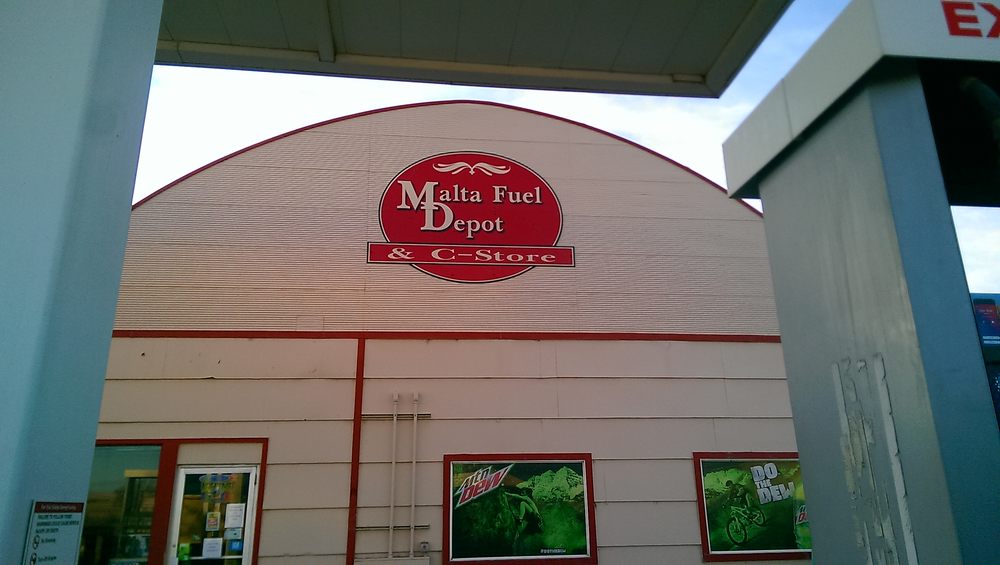 EX
Malta Fuel
Depot
& C-Store
Mtn
DEW
DO
THE
DEW